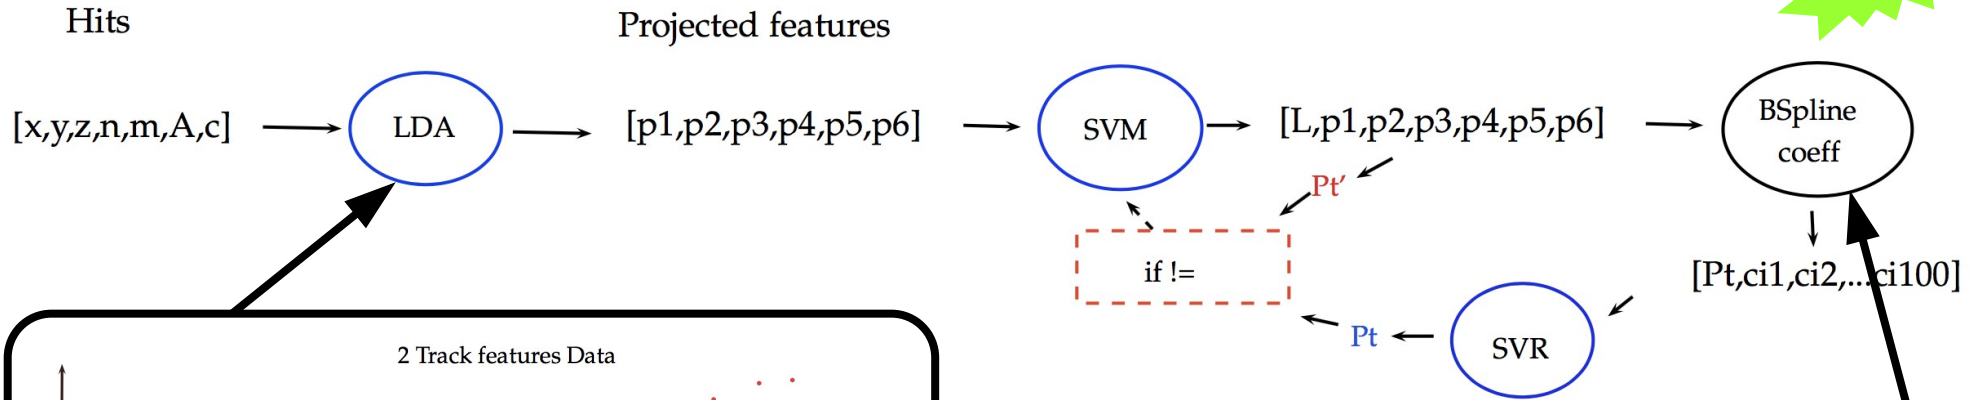 Hits
Projected features
[x,y,z,n,m,A,c]
LDA
[p1,p2,p3,p4,p5,p6]
SVM
[L,p1,p2,p3,p4,p5,p6]
BSpline
coeff
Pt'
if !=
[Pt,ci1,ci2,...ci100]
Pt
SVR
2 Track features Data